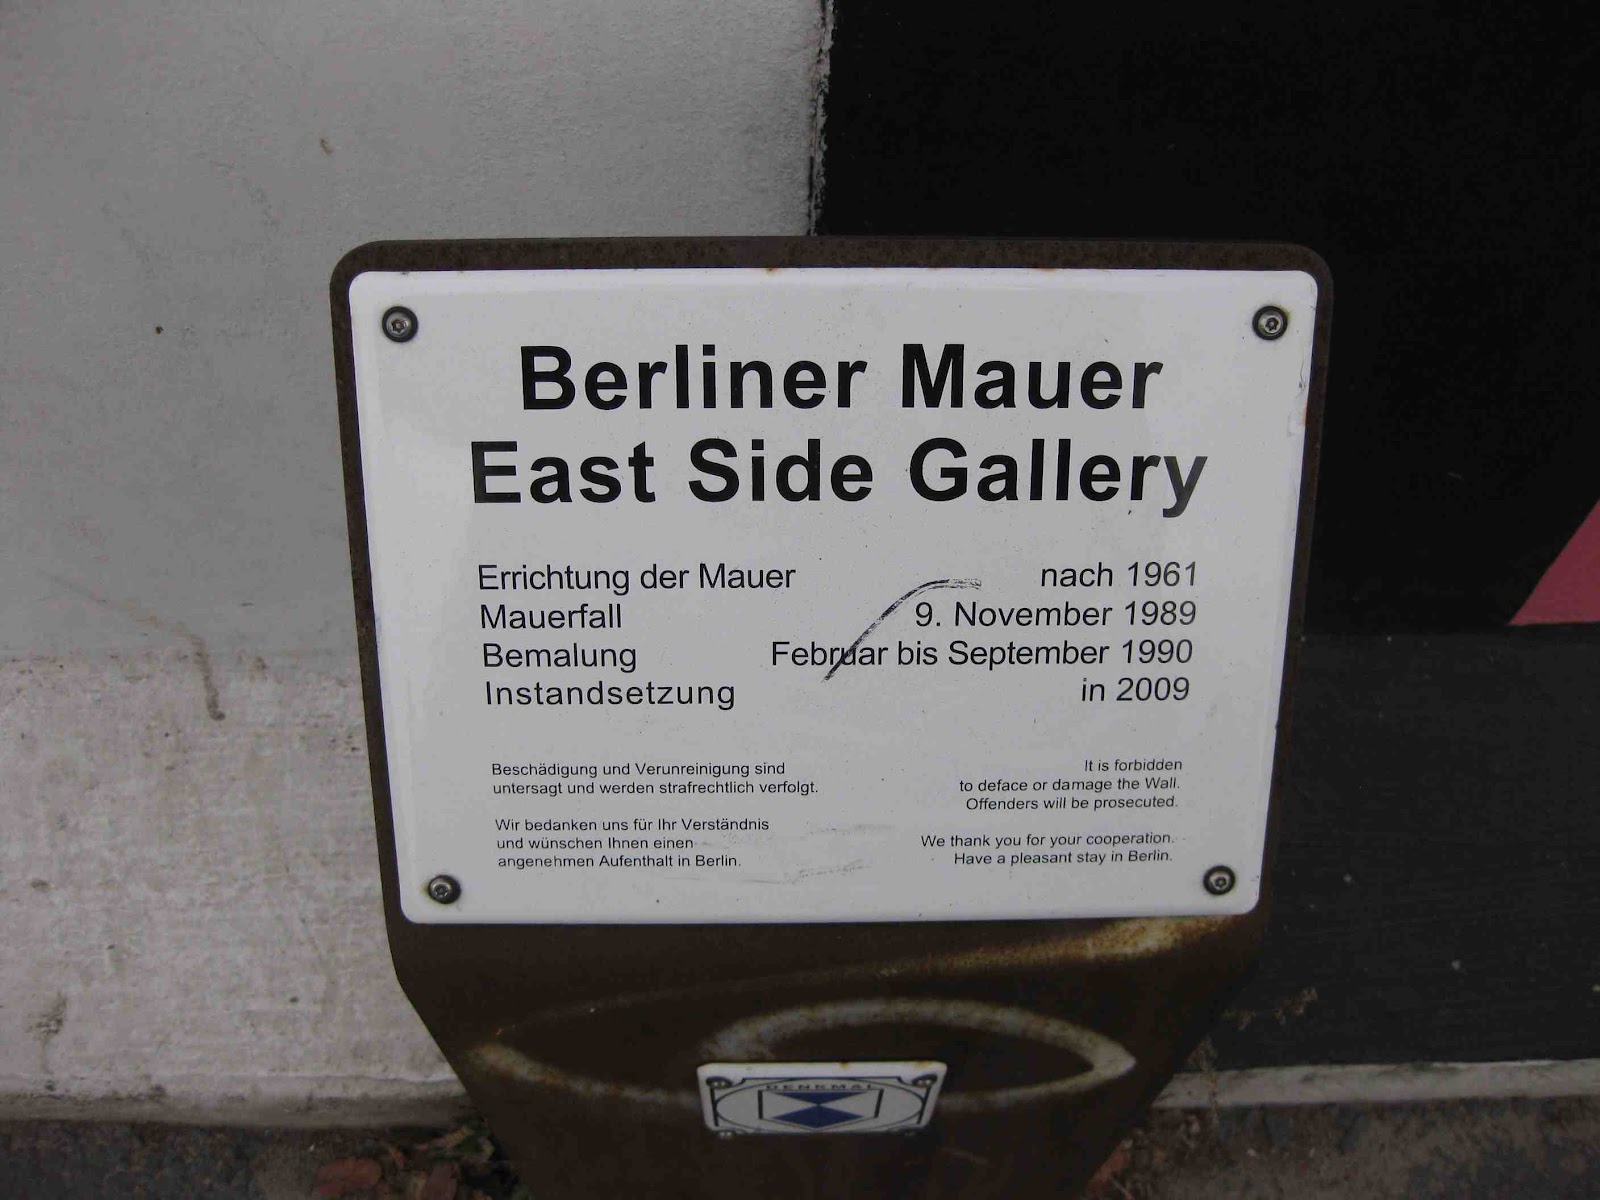 Berliner Mauer
East Side Gallery
Errichtung der Mauer nach 1961
Mauerfall 9. November 1989
Bemalung Februar bis September 1990
Instandsetzung in 2009
Beschädigung und Verunreinigung sind
untersagt und werden strafrechtlich verfolgt.
Wir bedanken uns für Ihr Verständnis
und wünschen Ihnen einen
angenehmen Aufenthalt in Berlin.
It is forbidden
to deface or damage the Wall.
Offenders will be prosecuted.
We thank you for your cooperation.
Have a pleasant stay in Berlin.
DENKMAL